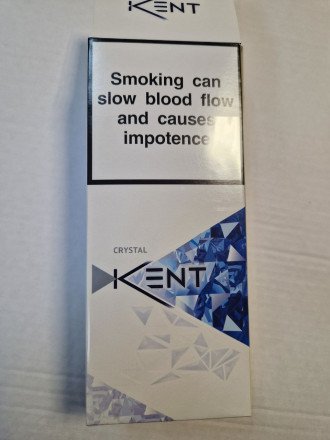 KENT
Smoking can
slow blood flow
and causes
impotence
CRYSTAL
KENT